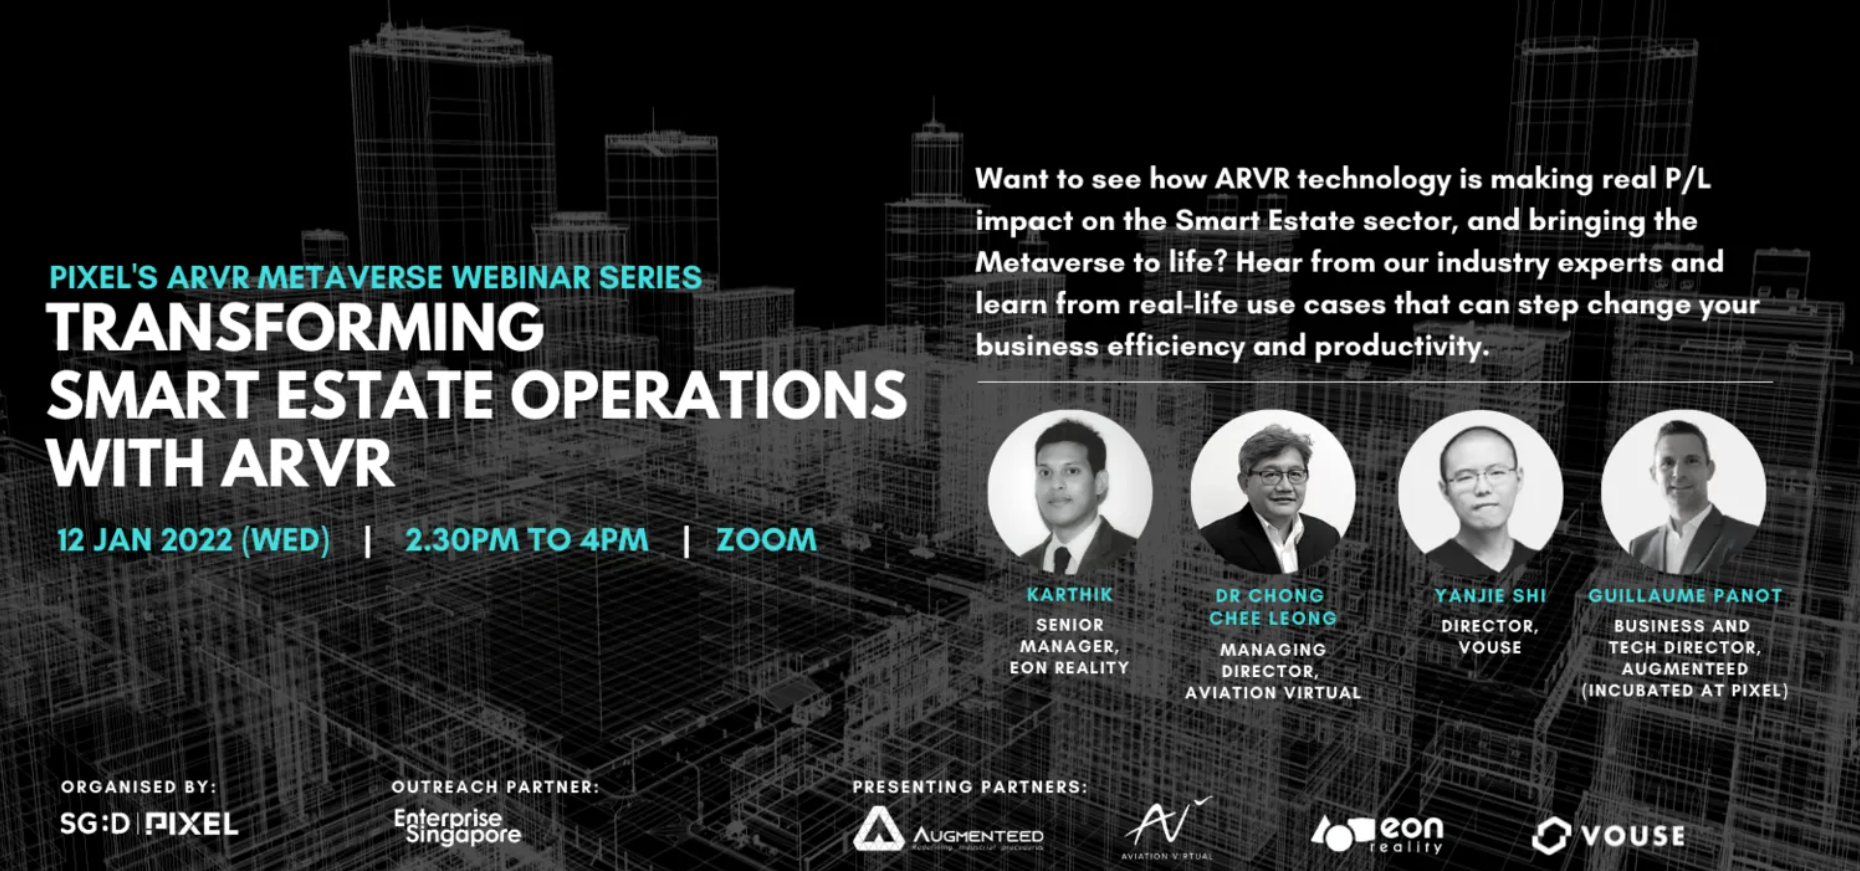 PIXEL'S ARVR METAVERSE WEBINAR SERIES
TRANSFORMING
SMART ESTATE OPERATIONS
WITH ARVR
12 JAN 2022 (WED) | 2.30PM TO 4PM | ZOOM
Want to see how ARVR technology is making real P/L
impact on the Smart Estate sector, and bringing the
Metaverse to life? Hear from our industry experts and
learn from real-life use cases that can step change your
business efficiency and productivity.
KARTHIK
SENIOR
MANAGER,
EON REALITY
DR CHONG
CHEE LEONG
MANAGING
DIRECTOR,
AVIATION VIRTUAL
YANJIE SHI
DIRECTOR,
VOUSE
GUILLAUME PANOT
BUSINESS AND
TECH DIRECTOR,
AUGMENTEED
(INCUBATED AT PIXEL)
ORGANISED BY:
SG:D | PIXEL
OUTREACH PARTNER:
Enterprise
Singapore
PRESENTING PARTNERS:
AUGMENTEED
Redefining industrial procedures
AV
AVIATION VIRTUAL
eon
reality
VOUSE